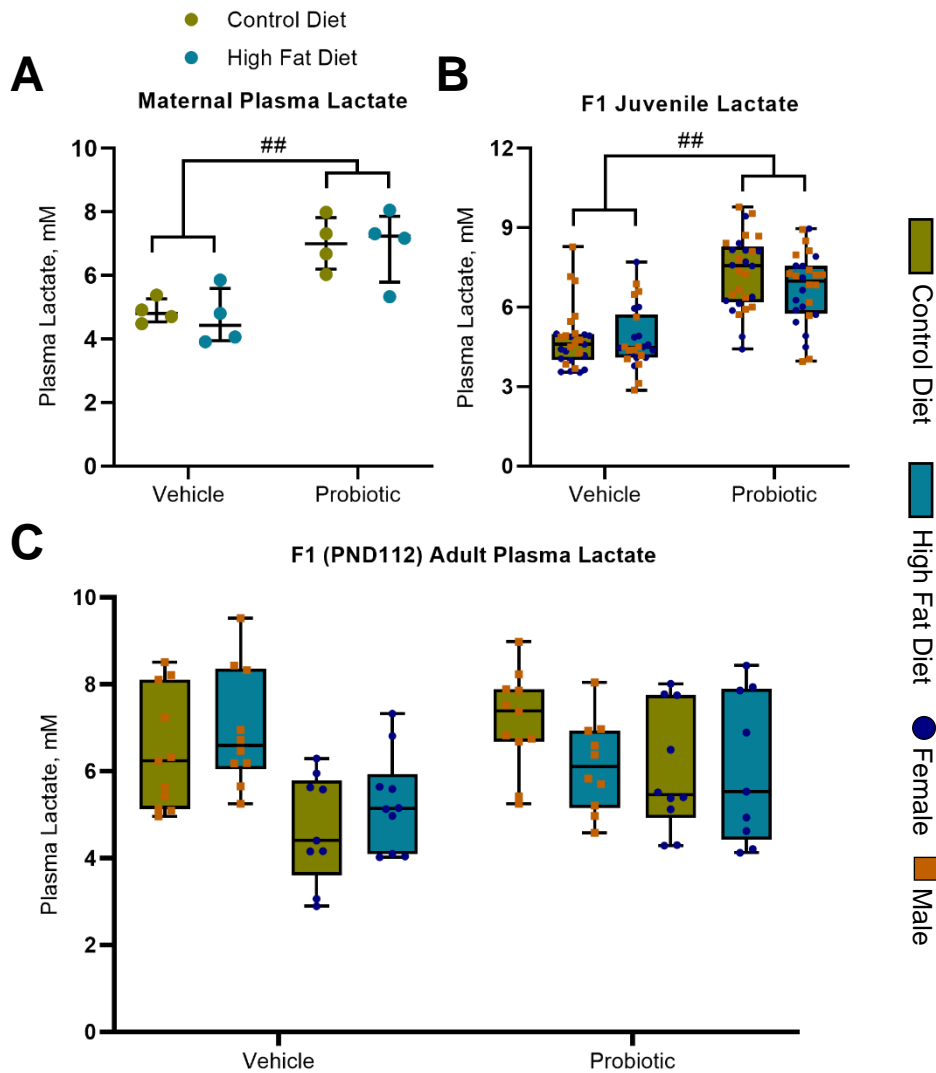 Control Diet
High Fat Diet
A
Maternal Plasma Lactate
##
Plasma Lactate, mM
10
8
6
4
2
0
Vehicle
Probiotic
B
F1 Juvenile Lactate
##
Plasma Lactate, mM
12
9
6
3
0
Vehicle
Probiotic
C
F1 (PND112) Adult Plasma Lactate
Plasma Lactate, mM
10
8
6
4
2
0
Vehicle
Probiotic
Control Diet
High Fat Diet
Female
Male